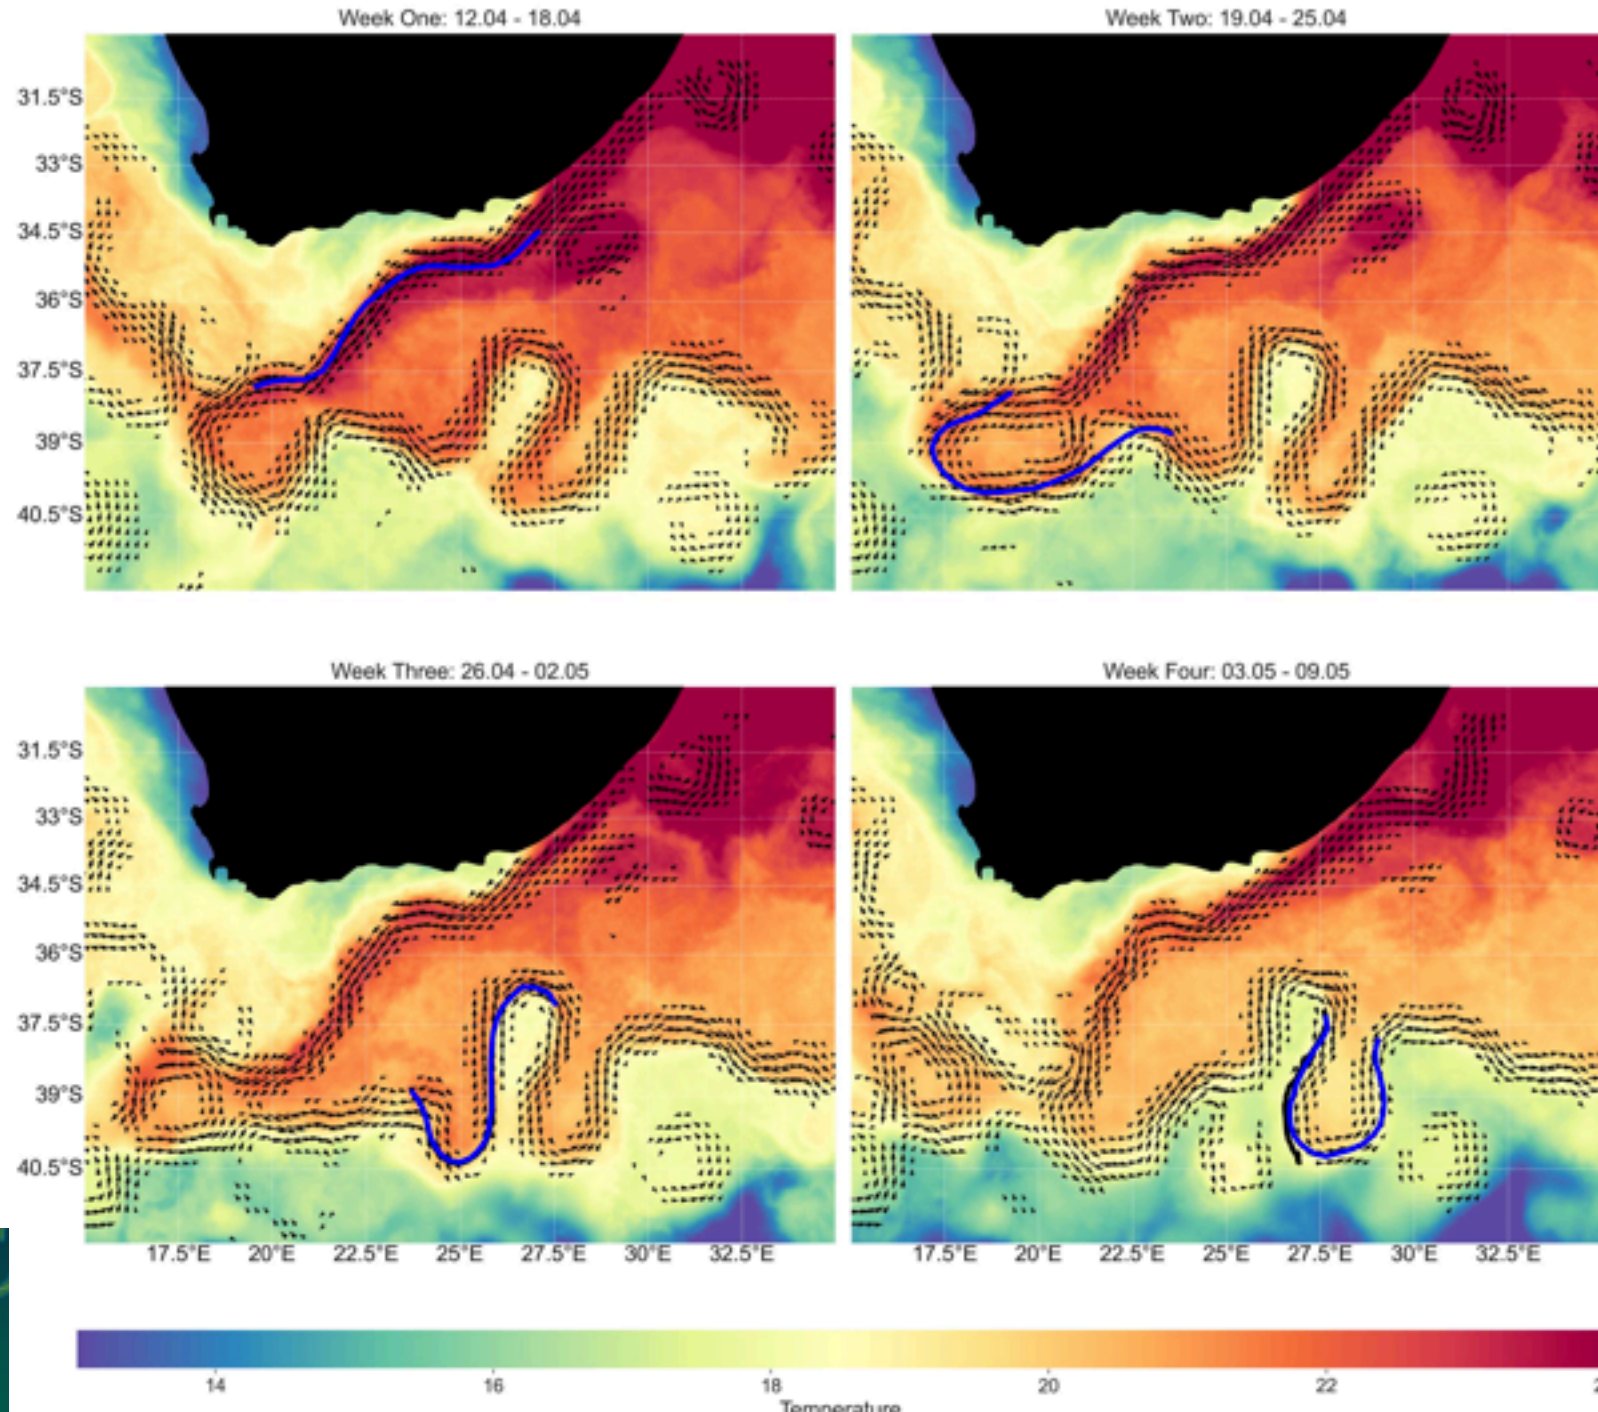 Week One: 12.04 - 18.04
Week Two: 19.04 - 25.04
31.5°S
33°S
34.5°S
36°S
37.5°S
39°S
40.5°S
Week Three: 26.04 - 02.05
Week Four: 03.05 - 09.05
31.5°S
33°S
34.5°S
36°S
37.5°S
39°S
40.5°S
17.5°E 20°E 22.5°E 25°E 27.5°E 30°E 32.5°E 17.5°E 20°E 22.5°E 25°E 27.5°E 30°E 32.5°E
14 16 18 20 22
Temperature